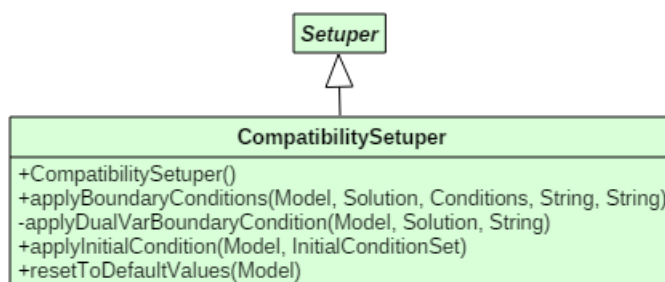 Setuper
CompatibilitySetuper
+CompatibilitySetuper()
+applyBoundaryConditions(Model, Solution, Conditions, String, String)
-applyDualVarBoundaryCondition(Model, Solution, String)
+applyInitialCondition(Model, InitialConditionSet)
+resetToDefaultValues(Model)